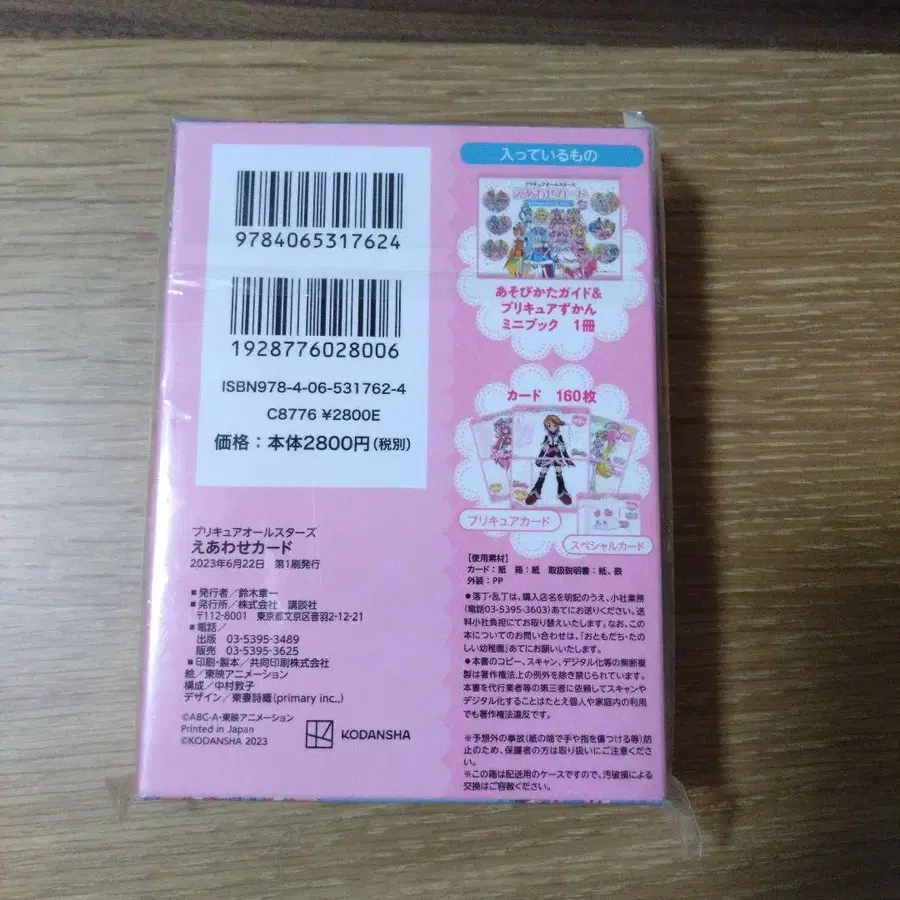 9784065317624
1928776028006
ISBN978-4-06-531762-4
C8776 ¥2800E
価格：本体2800円(税別)
プリキュアオールスターズ
えあわせカード
2023年6月22日　第1刷発行
■発行者／鈴木章一
■発行所／株式会社　講談社
〒112-8001　東京都文京区音羽2-12-21
■電話／
出版　03-5395-3489
販売　03-5395-3625
■印刷・製本／共同印刷株式会社
絵／東映アニメーション
構成／中村敦子
デザイン／東妻詩織(primary inc.,)
©ABC-A・東映アニメーション
Printed in Japan
©KODANSHA 2023
KODANSHA
入っているもの
プリキュアオールスターズ
えあわせカード
あそびかたガイド&
プリキュアずかん
ミニブック　1冊
カード　160枚
プリキュアカード
スペシャルカード
【使用素材】
カード：紙　箱：紙　取扱説明書：紙、鉄
外装：PP
●落丁・乱丁は、購入店名を明記のうえ、小社業務
(電話03-5395-3603)あてにお送りください。送
料小社負担にてお取り替えいたします。なお、この
本についてのお問い合わせは、「おともだち・たの
しい幼稚園」あてにお願いいたします。
●本書のコピー、スキャン、デジタル化等の無断複
製は著作権法上の例外を除き禁じられています。
本書を代行業者等の第三者に依頼してスキャンや
デジタル化することはたとえ個人や家庭内の利用
でも著作権法違反です。
※予想外の事故(紙の端で手や指を傷つける等)防
止のため、保護者の方は取り扱いにご注意くださ
い。
※この箱は配送用のケースですので、汚破損による
交換はご容赦ください。